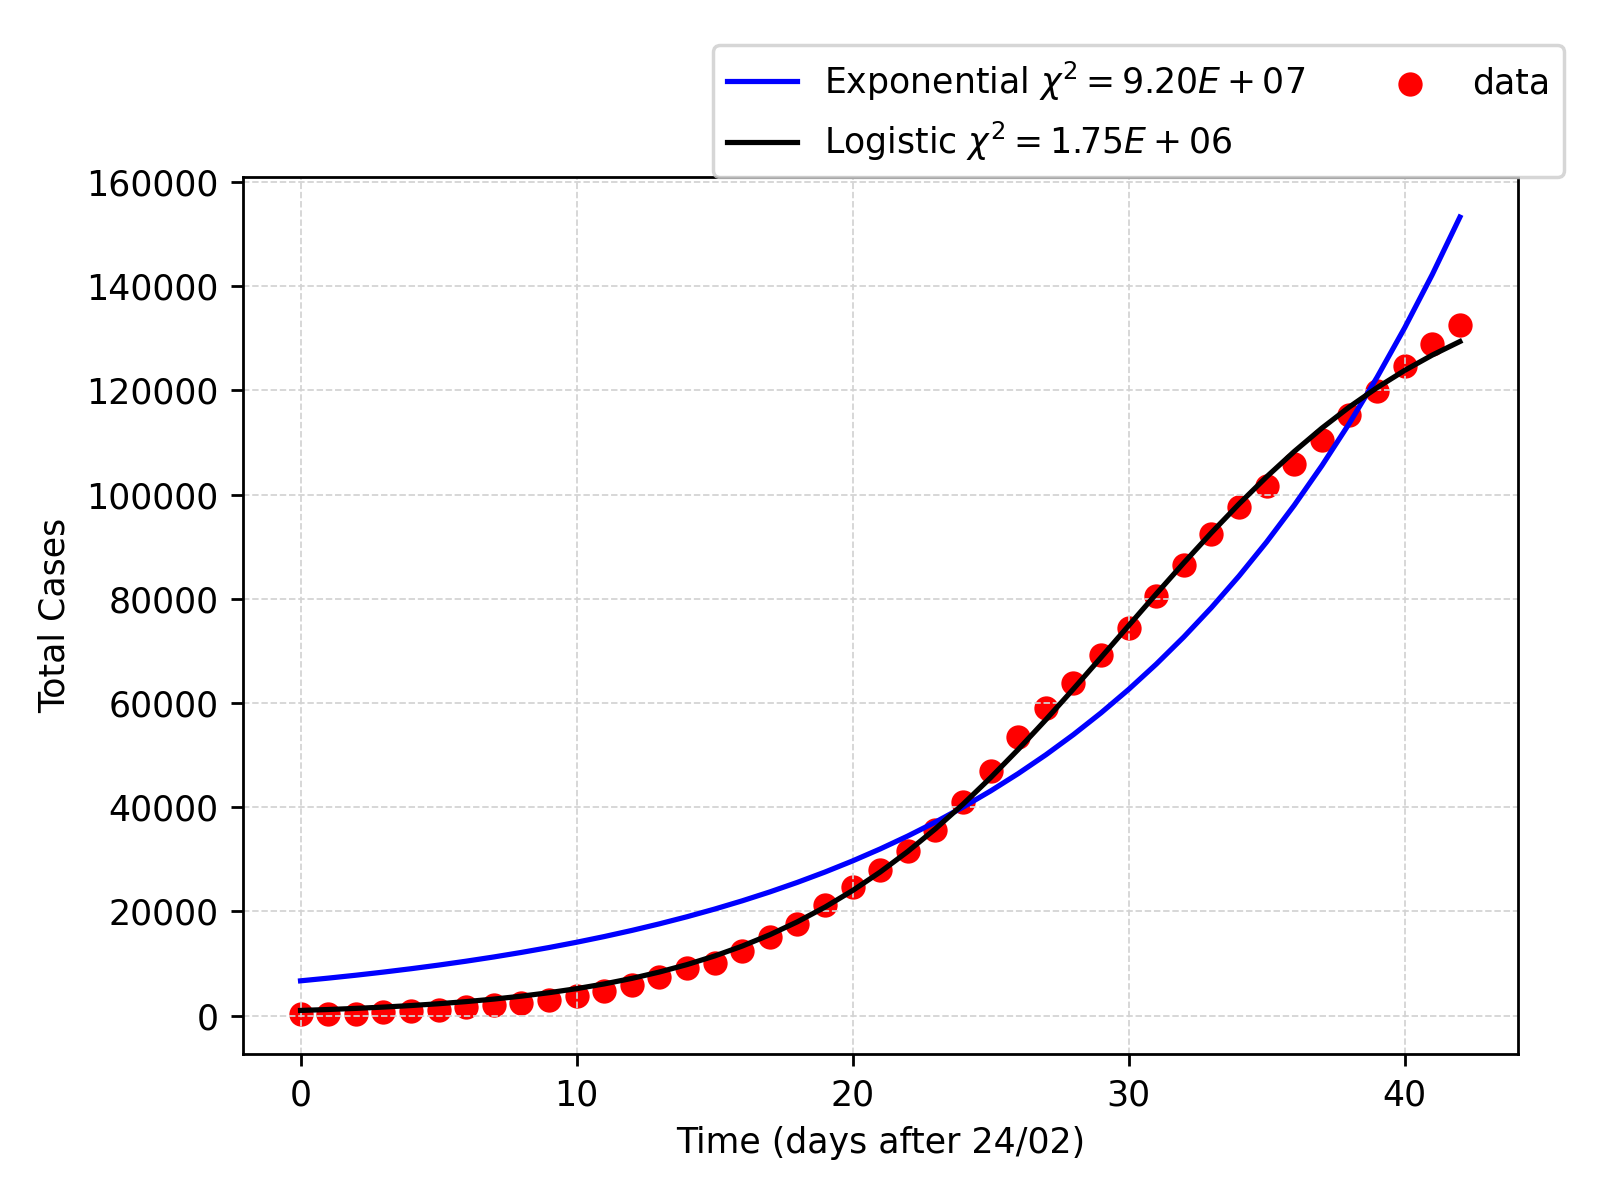 Exponential χ² = 9.20E + 07
data
Logistic χ² = 1.75E + 06
160000
140000
120000
100000
80000
60000
40000
20000
0
Total Cases
0 10 20 30 40
Time (days after 24/02)